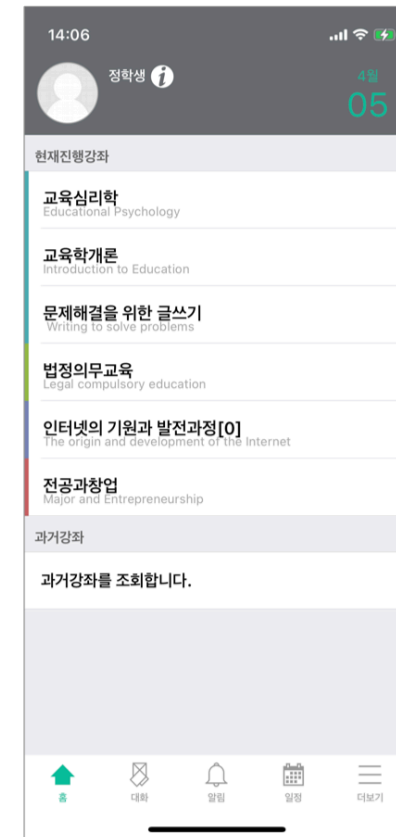 14:06
정학생 i
4월
05
현재진행강좌
교육심리학
Educational Psychology
교육학개론
Introduction to Education
문제해결을 위한 글쓰기
Writing to solve problems
법정의무교육
Legal compulsory education
인터넷의 기원과 발전과정[0]
The origin and development of the Internet
전공과창업
Major and Entrepreneurship
과거강좌
과거강좌를 조회합니다.
홈
대화
알림
일정
더보기